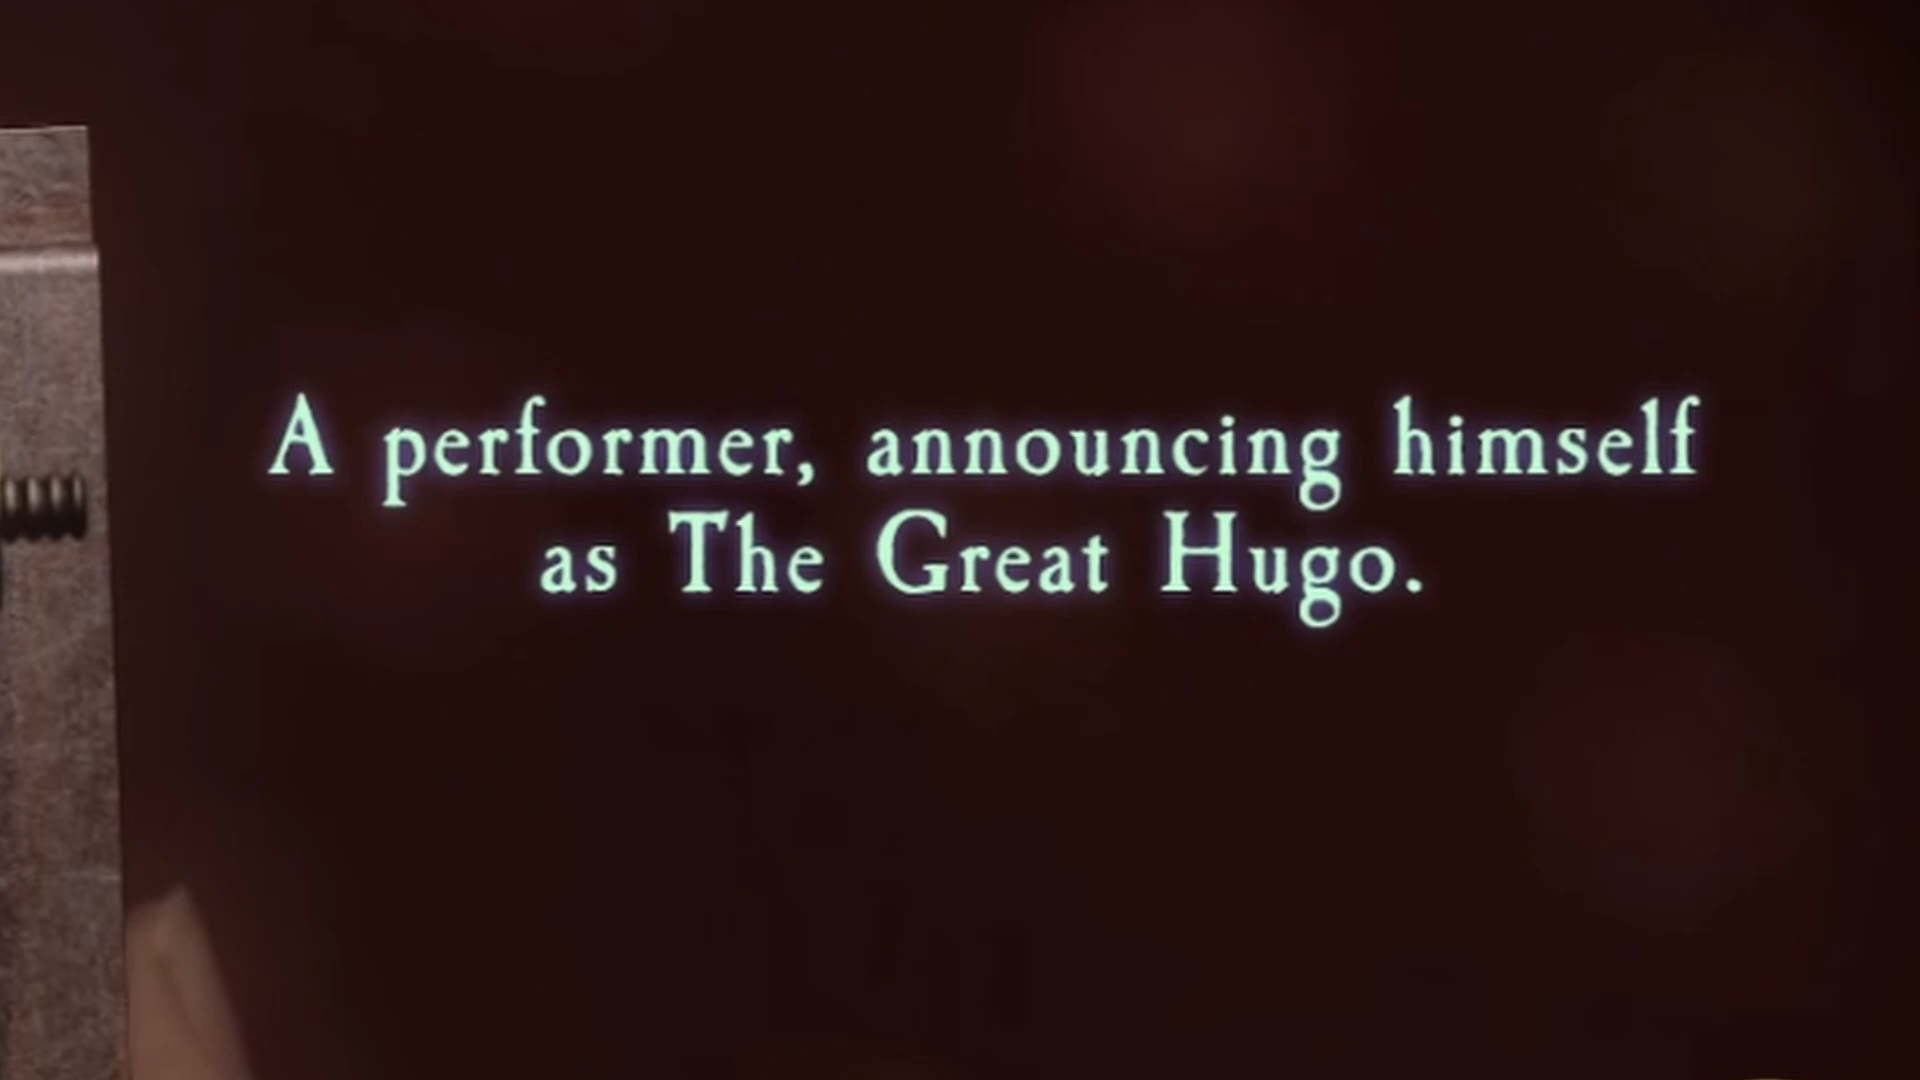 A performer, announcing himself
as The Great Hugo.